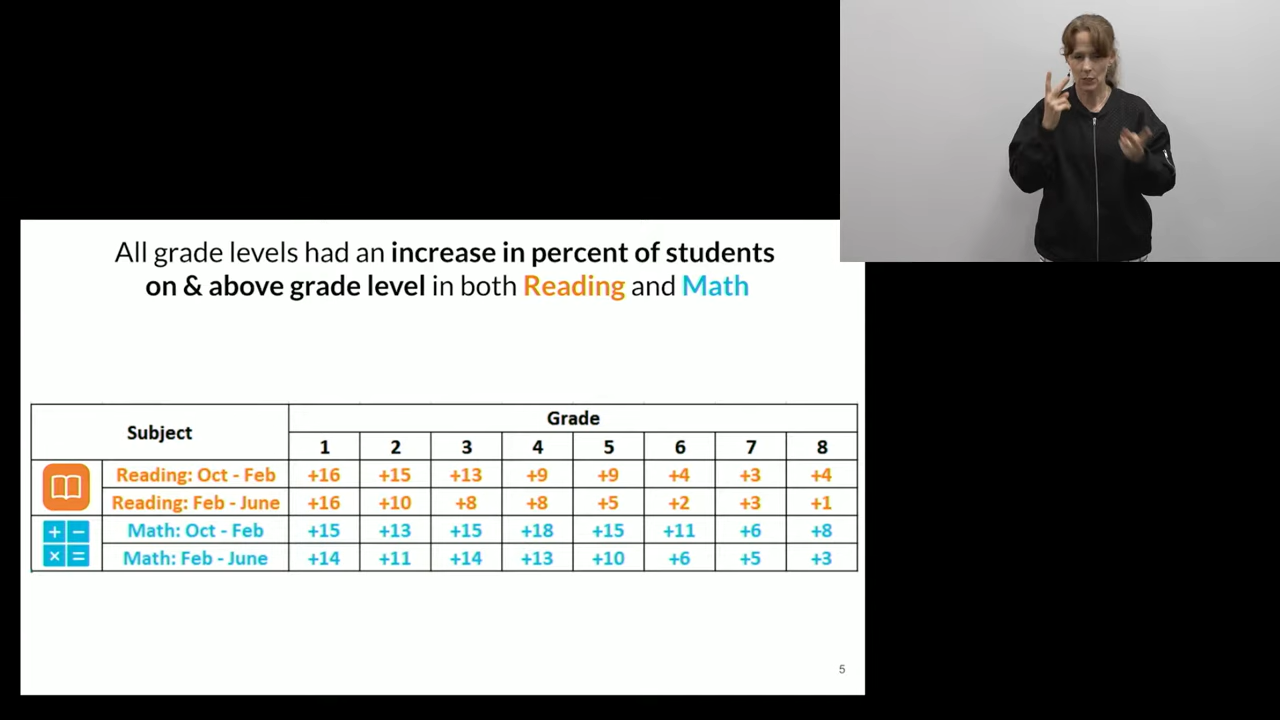 All grade levels had an increase in percent of students
on & above grade level in both Reading and Math
Subject Grade
1 2 3 4 5 6 7 8
Reading: Oct - Feb +16 +15 +13 +9 +9 +4 +3 +4
Reading: Feb - June +16 +10 +8 +8 +5 +2 +3 +1
Math: Oct - Feb +15 +13 +15 +18 +15 +11 +6 +8
Math: Feb - June +14 +11 +14 +13 +10 +6 +5 +3
5